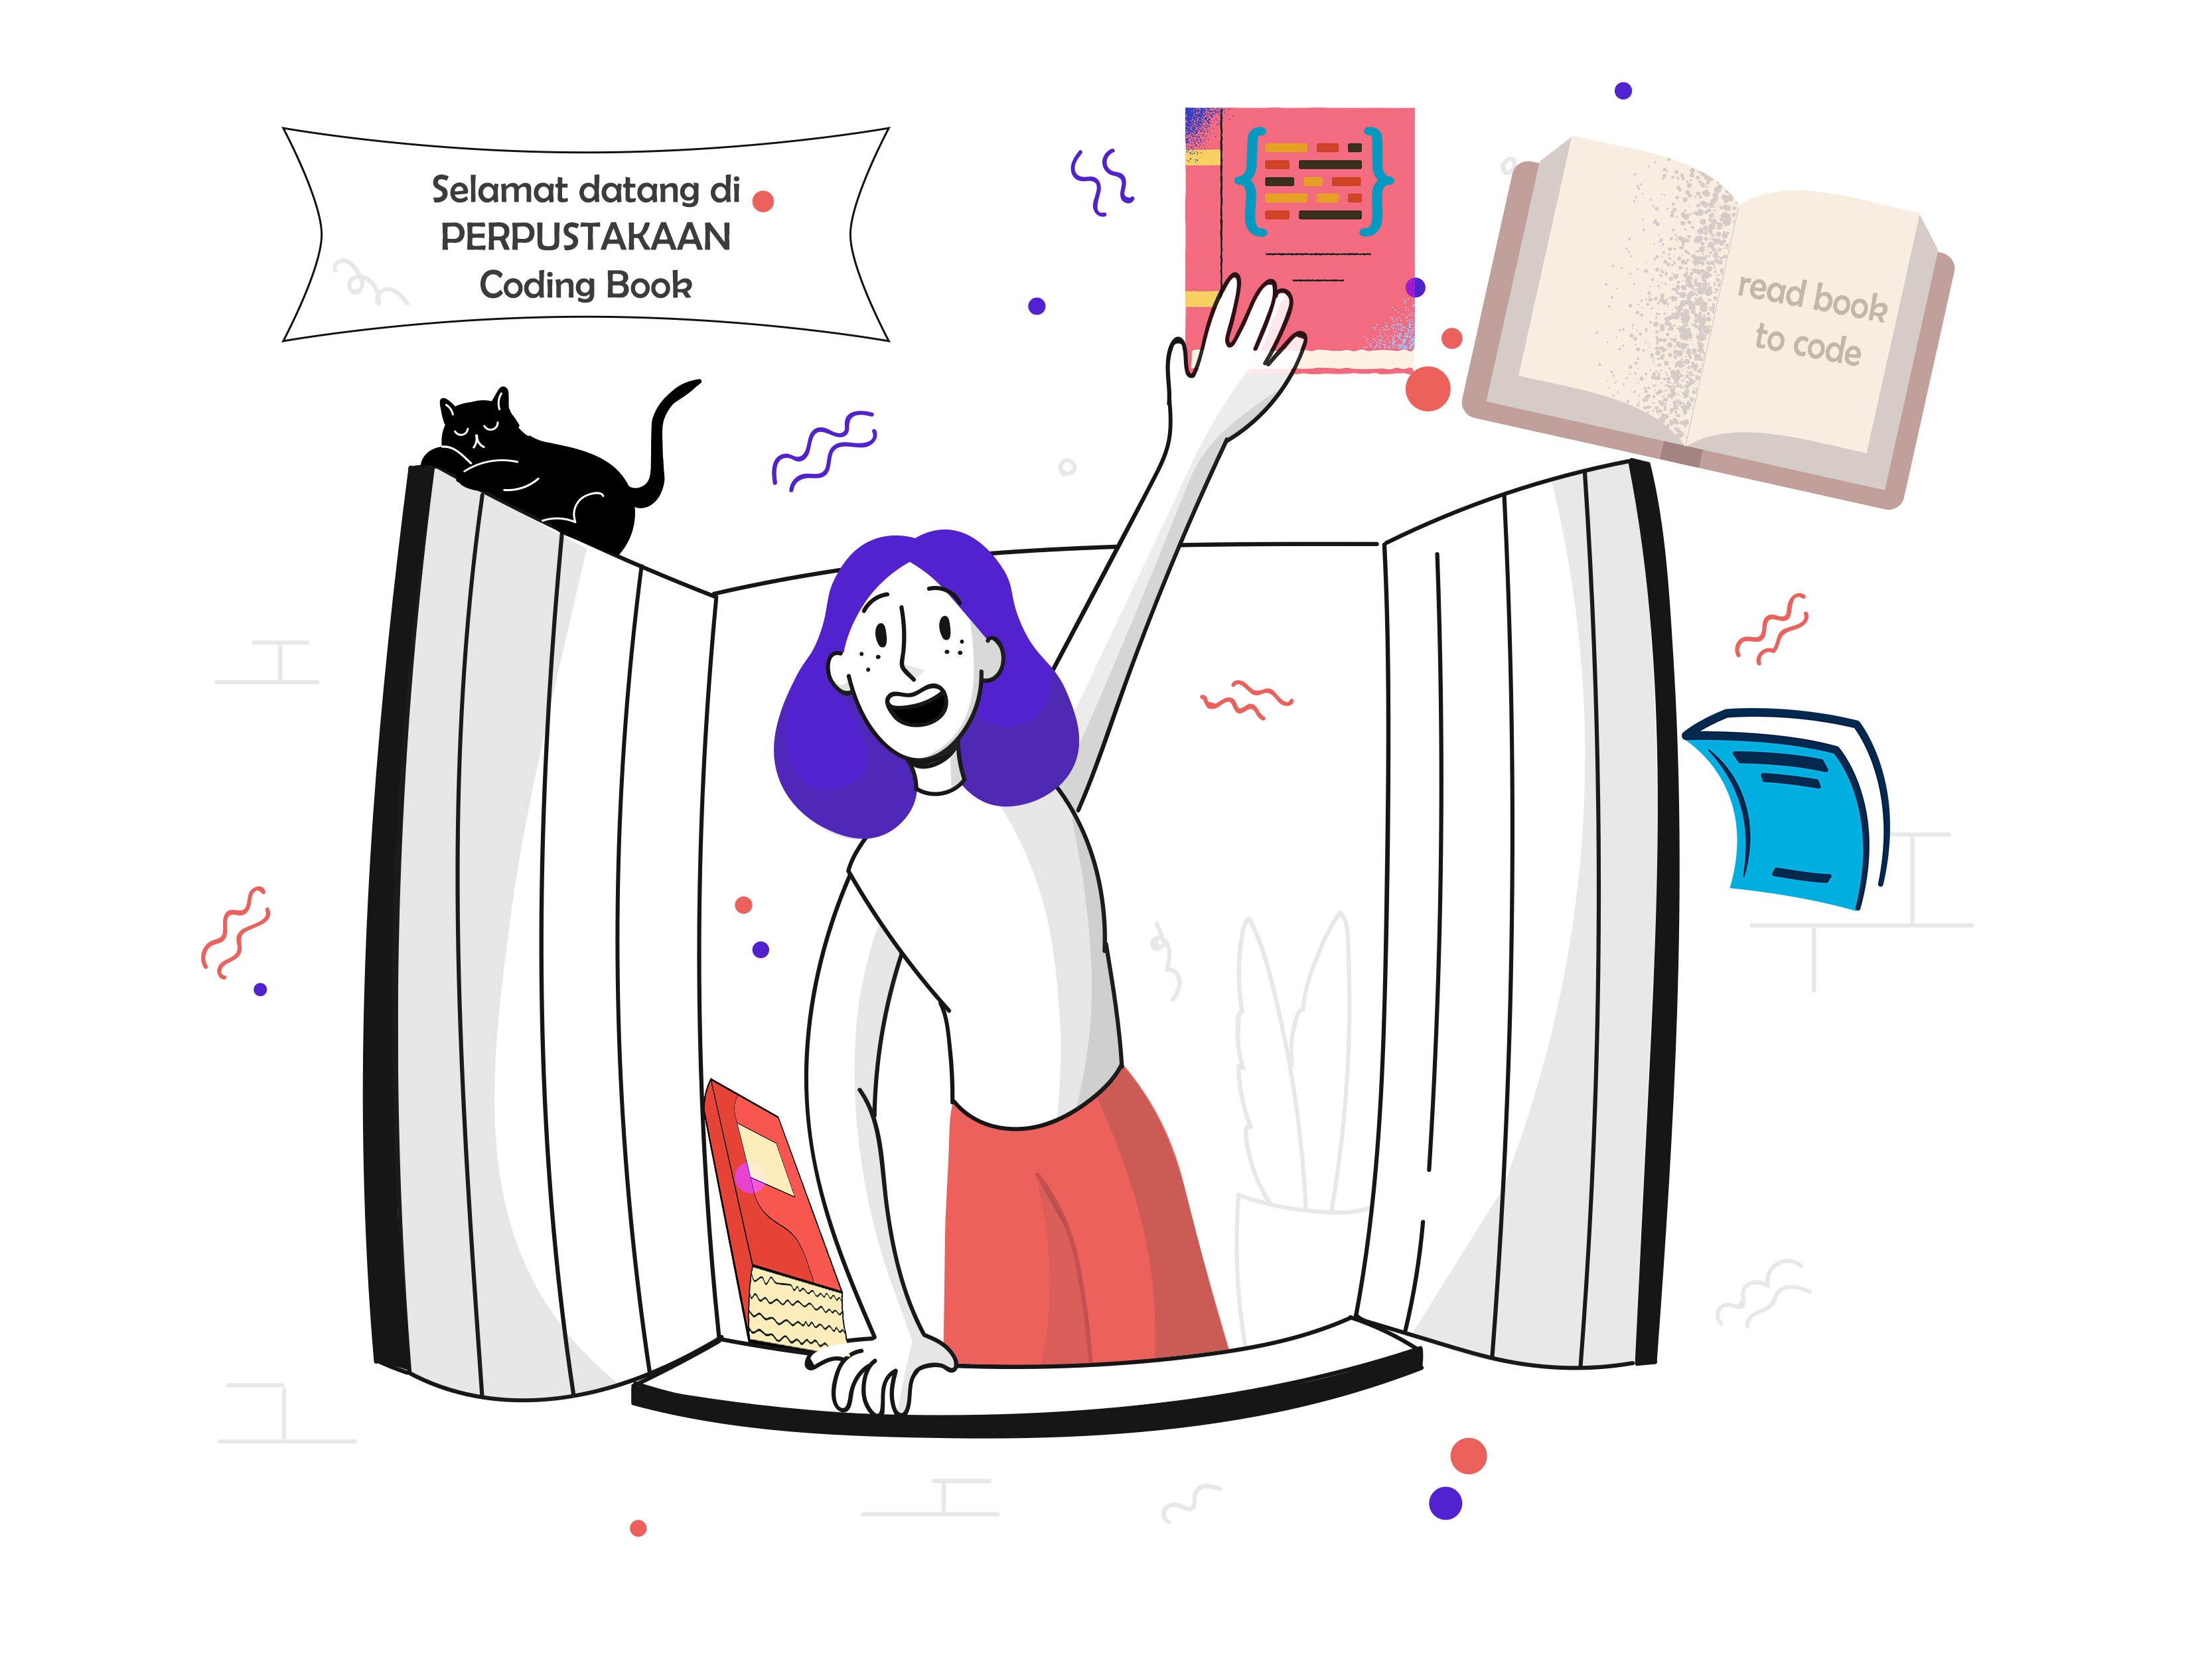 Selamat datang di
PERPUSTAKAAN
Coding Book
read book
to code